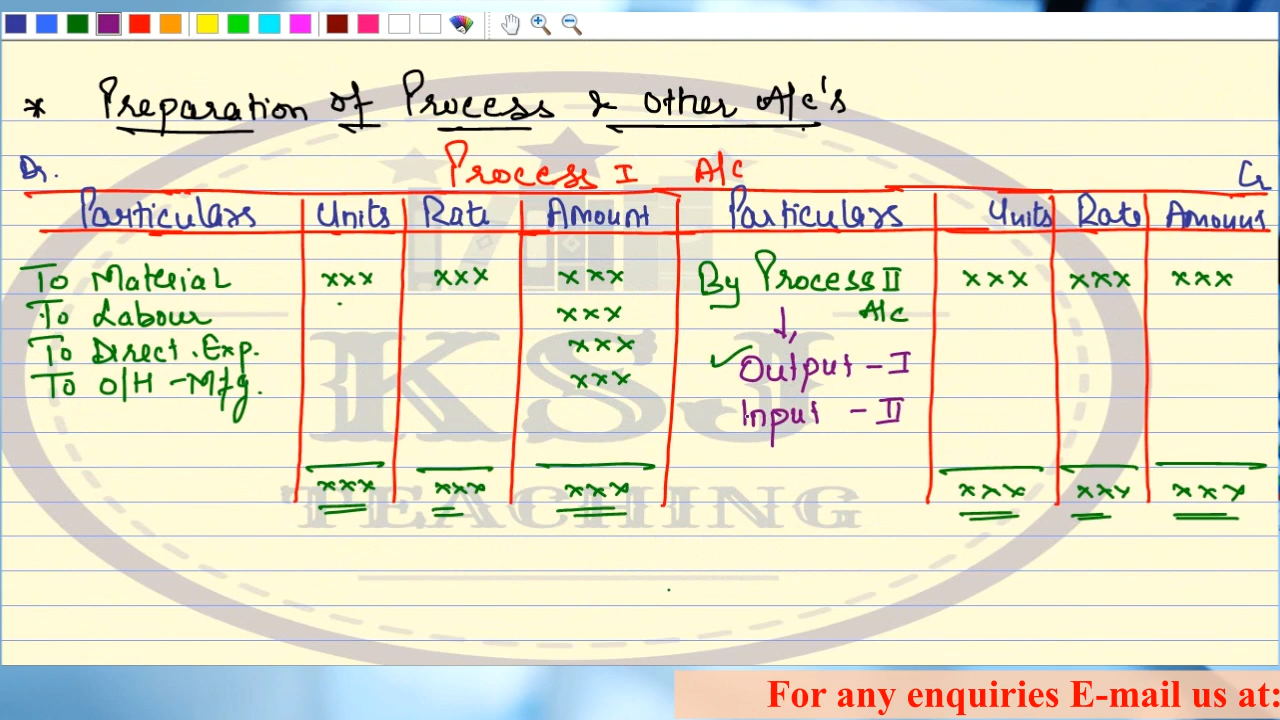 * Preparation of Process & other A/c's
Dr. Process I A/c Cr
Particulars Units Rate Amount Particulars Units Rate Amount
To Material xxx xxx xxx By Process II xxx xxx xxx
To Labour xxx A/c
To Direct. Exp. xxx
Output - I
To O/H - Mfg. xxx
Input - II
xxx xxx xxx xxx xxx xxx
KSJ
TEACHING
For any enquiries E-mail us at: